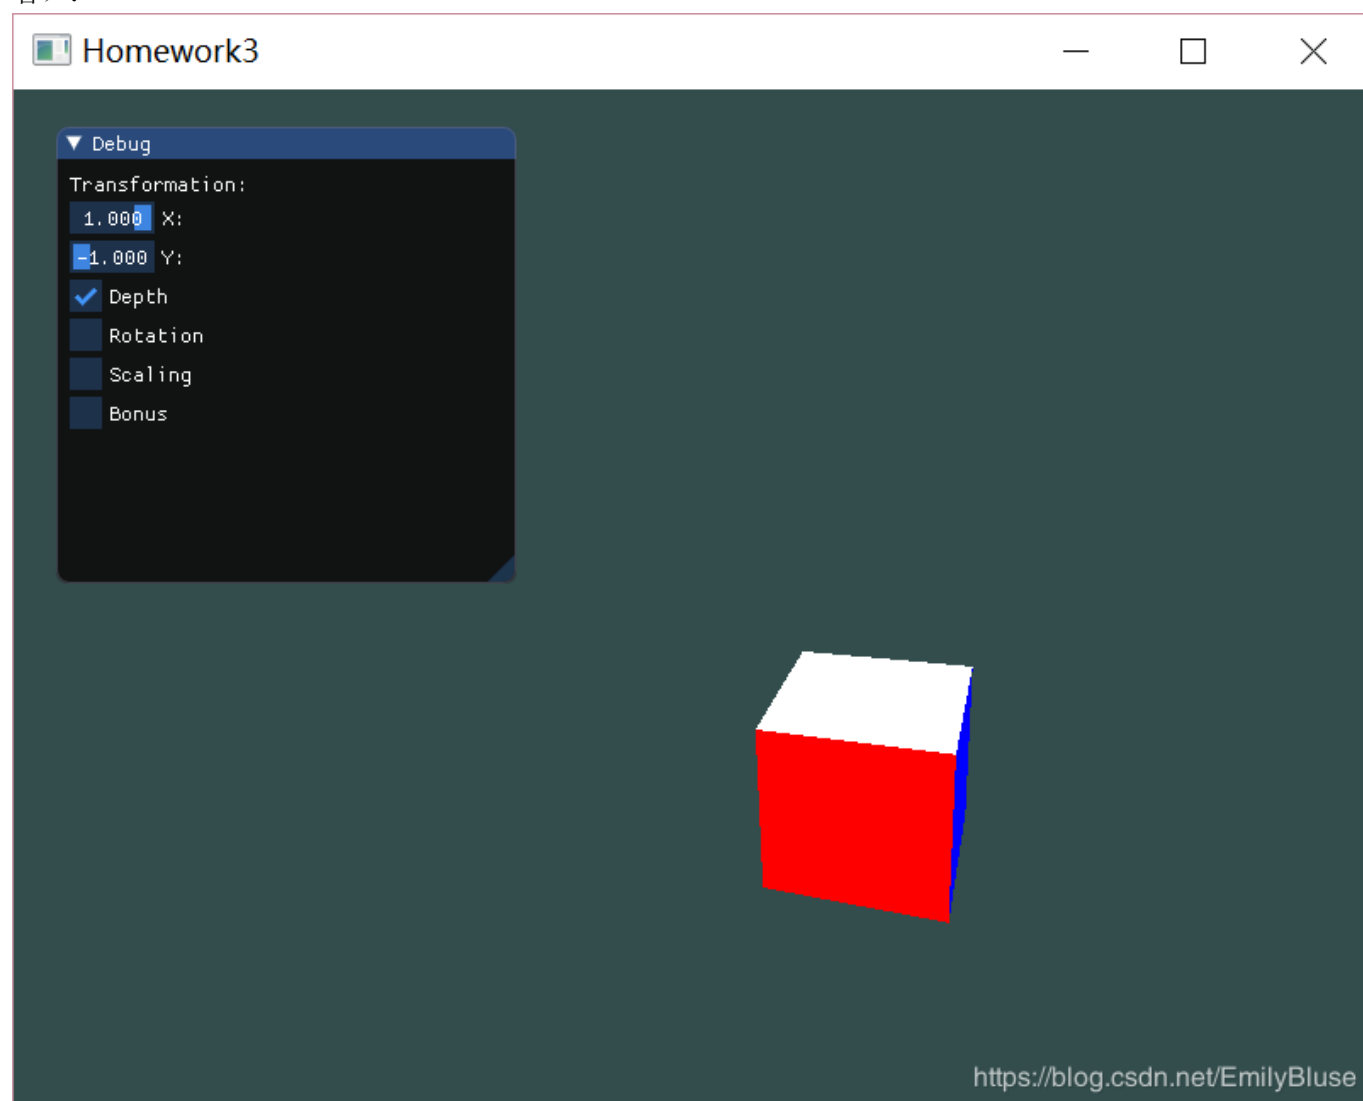 Homework3
Debug
Transformation:
1.000 X:
-1.000 Y:
Depth
Rotation
Scaling
Bonus
https://blog.csdn.net/EmilyBluse